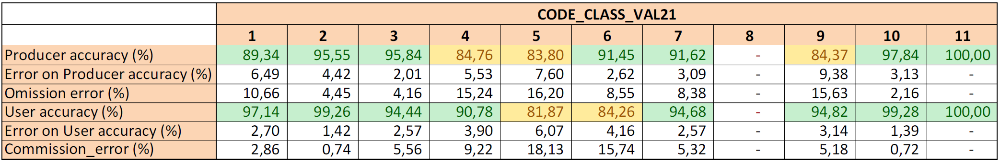 CODE_CLASS_VAL21
1 2 3 4 5 6 7 8 9 10 11
Producer accuracy (%) 89,34 95,55 95,84 84,76 83,80 91,45 91,62 - 84,37 97,84 100,00
Error on Producer accuracy (%) 6,49 4,42 2,01 5,53 7,60 2,62 3,09 - 9,38 3,13 -
Omission error (%) 10,66 4,45 4,16 15,24 16,20 8,55 8,38 - 15,63 2,16 -
User accuracy (%) 97,14 99,26 94,44 90,78 81,87 84,26 94,68 - 94,82 99,28 100,00
Error on User accuracy (%) 2,70 1,42 2,57 3,90 6,07 4,16 2,57 - 3,14 1,39 -
Commission_error (%) 2,86 0,74 5,56 9,22 18,13 15,74 5,32 - 5,18 0,72 -